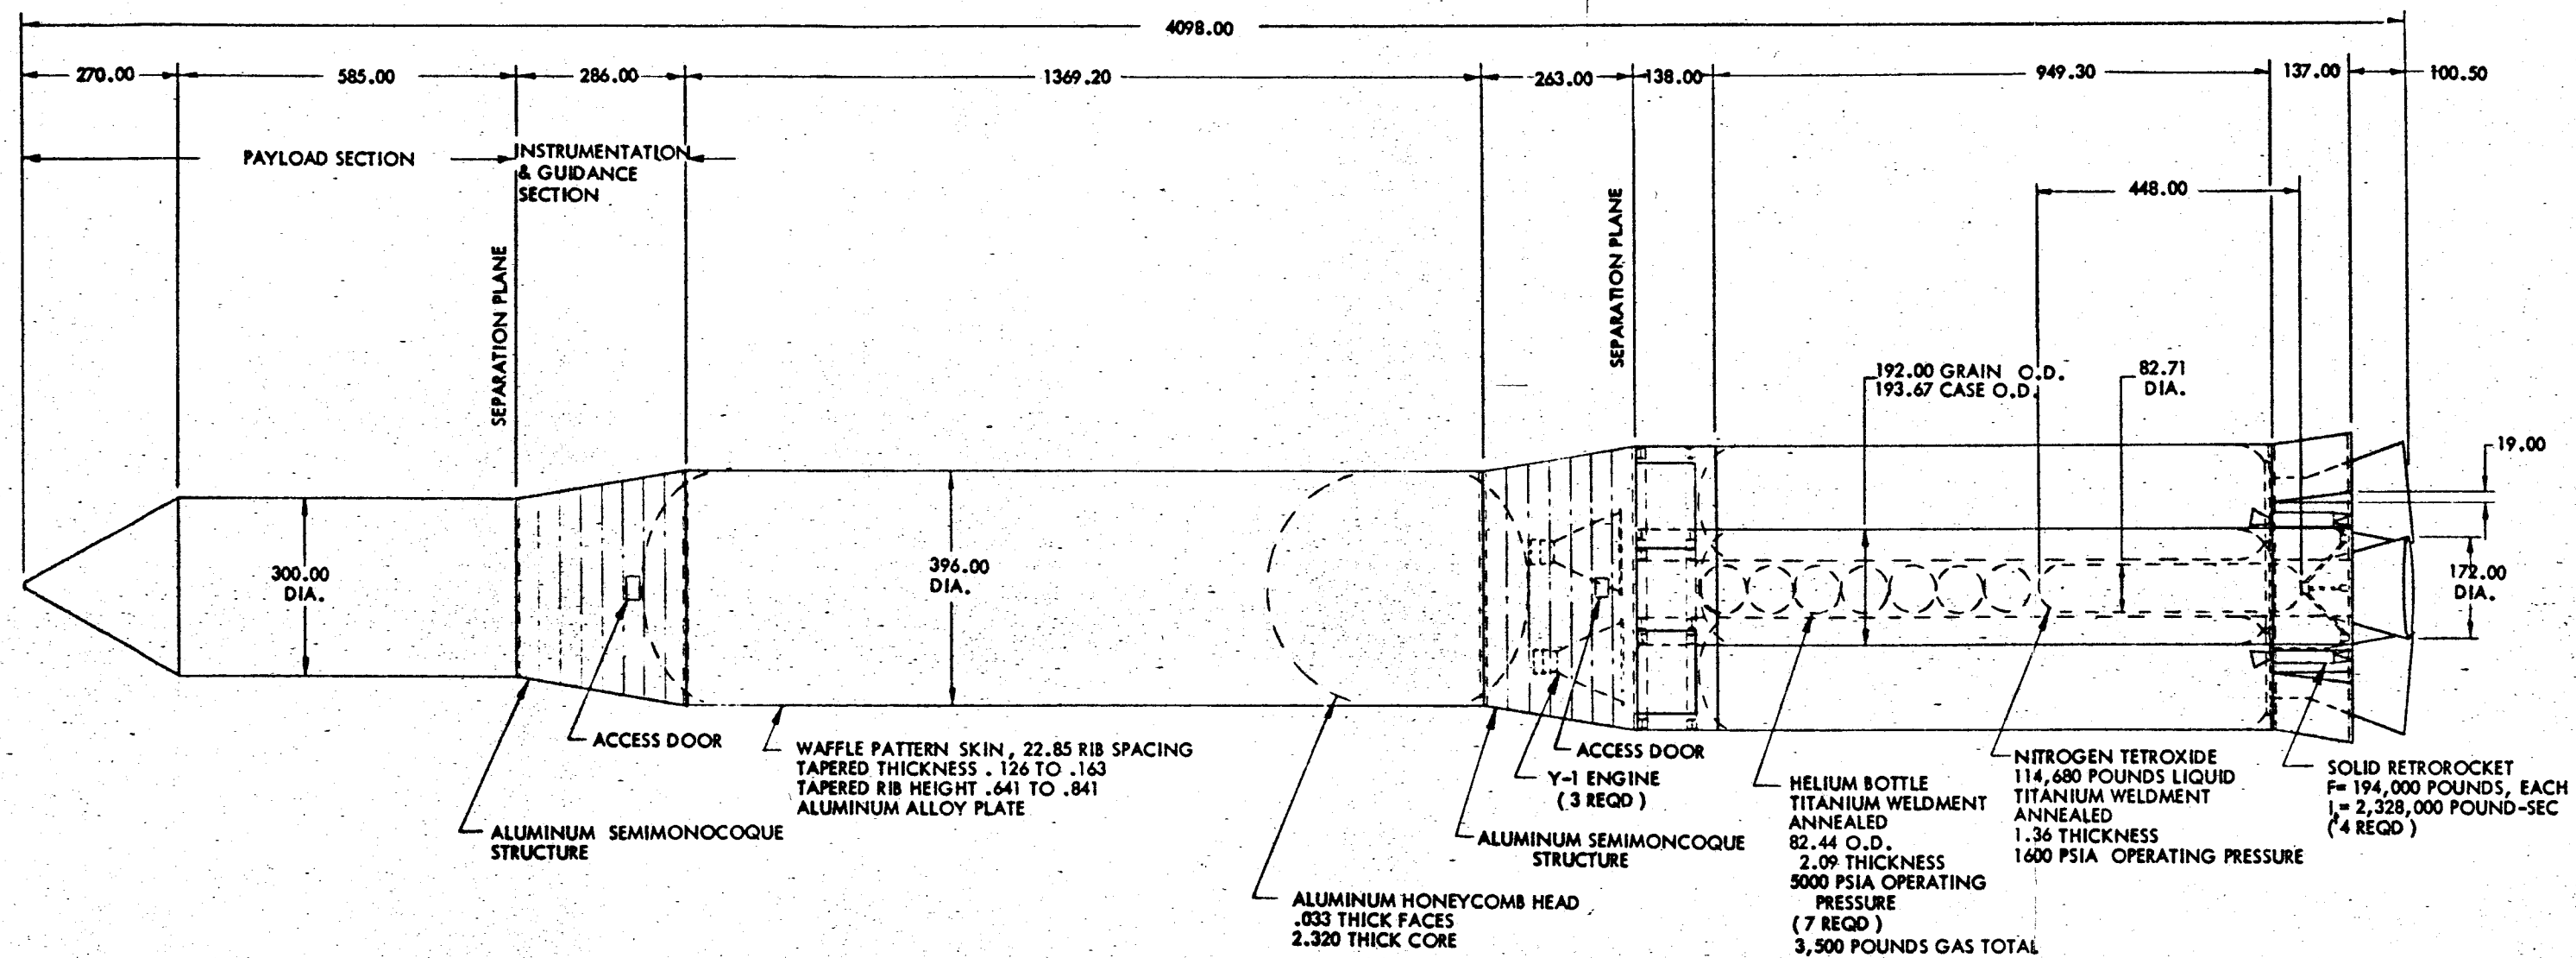 4098.00
270.00
585.00
286.00
1369.20
263.00
138.00
949.30
137.00
100.50
PAYLOAD SECTION
INSTRUMENTATION
& GUIDANCE
SECTION
SEPARATION PLANE
SEPARATION PLANE
448.00
192.00 GRAIN O.D.
193.67 CASE O.D.
82.71
DIA.
19.00
300.00
DIA.
396.00
DIA.
172.00
DIA.
ACCESS DOOR
ALUMINUM SEMIMONOCOQUE
STRUCTURE
WAFFLE PATTERN SKIN, 22.85 RIB SPACING
TAPERED THICKNESS .126 TO .163
TAPERED RIB HEIGHT .641 TO .841
ALUMINUM ALLOY PLATE
ALUMINUM HONEYCOMB HEAD
.033 THICK FACES
2.320 THICK CORE
ACCESS DOOR
Y-1 ENGINE
(3 REQD)
ALUMINUM SEMIMONCOQUE
STRUCTURE
HELIUM BOTTLE
TITANIUM WELDMENT
ANNEALED
82.44 O.D.
2.09 THICKNESS
5000 PSIA OPERATING
PRESSURE
(7 REQD)
3,500 POUNDS GAS TOTAL
NITROGEN TETROXIDE
114,680 POUNDS LIQUID
TITANIUM WELDMENT
ANNEALED
1.36 THICKNESS
1600 PSIA OPERATING PRESSURE
SOLID RETROROCKET
F= 194,000 POUNDS, EACH
I,= 2,328,000 POUND-SEC
(4 REQD)